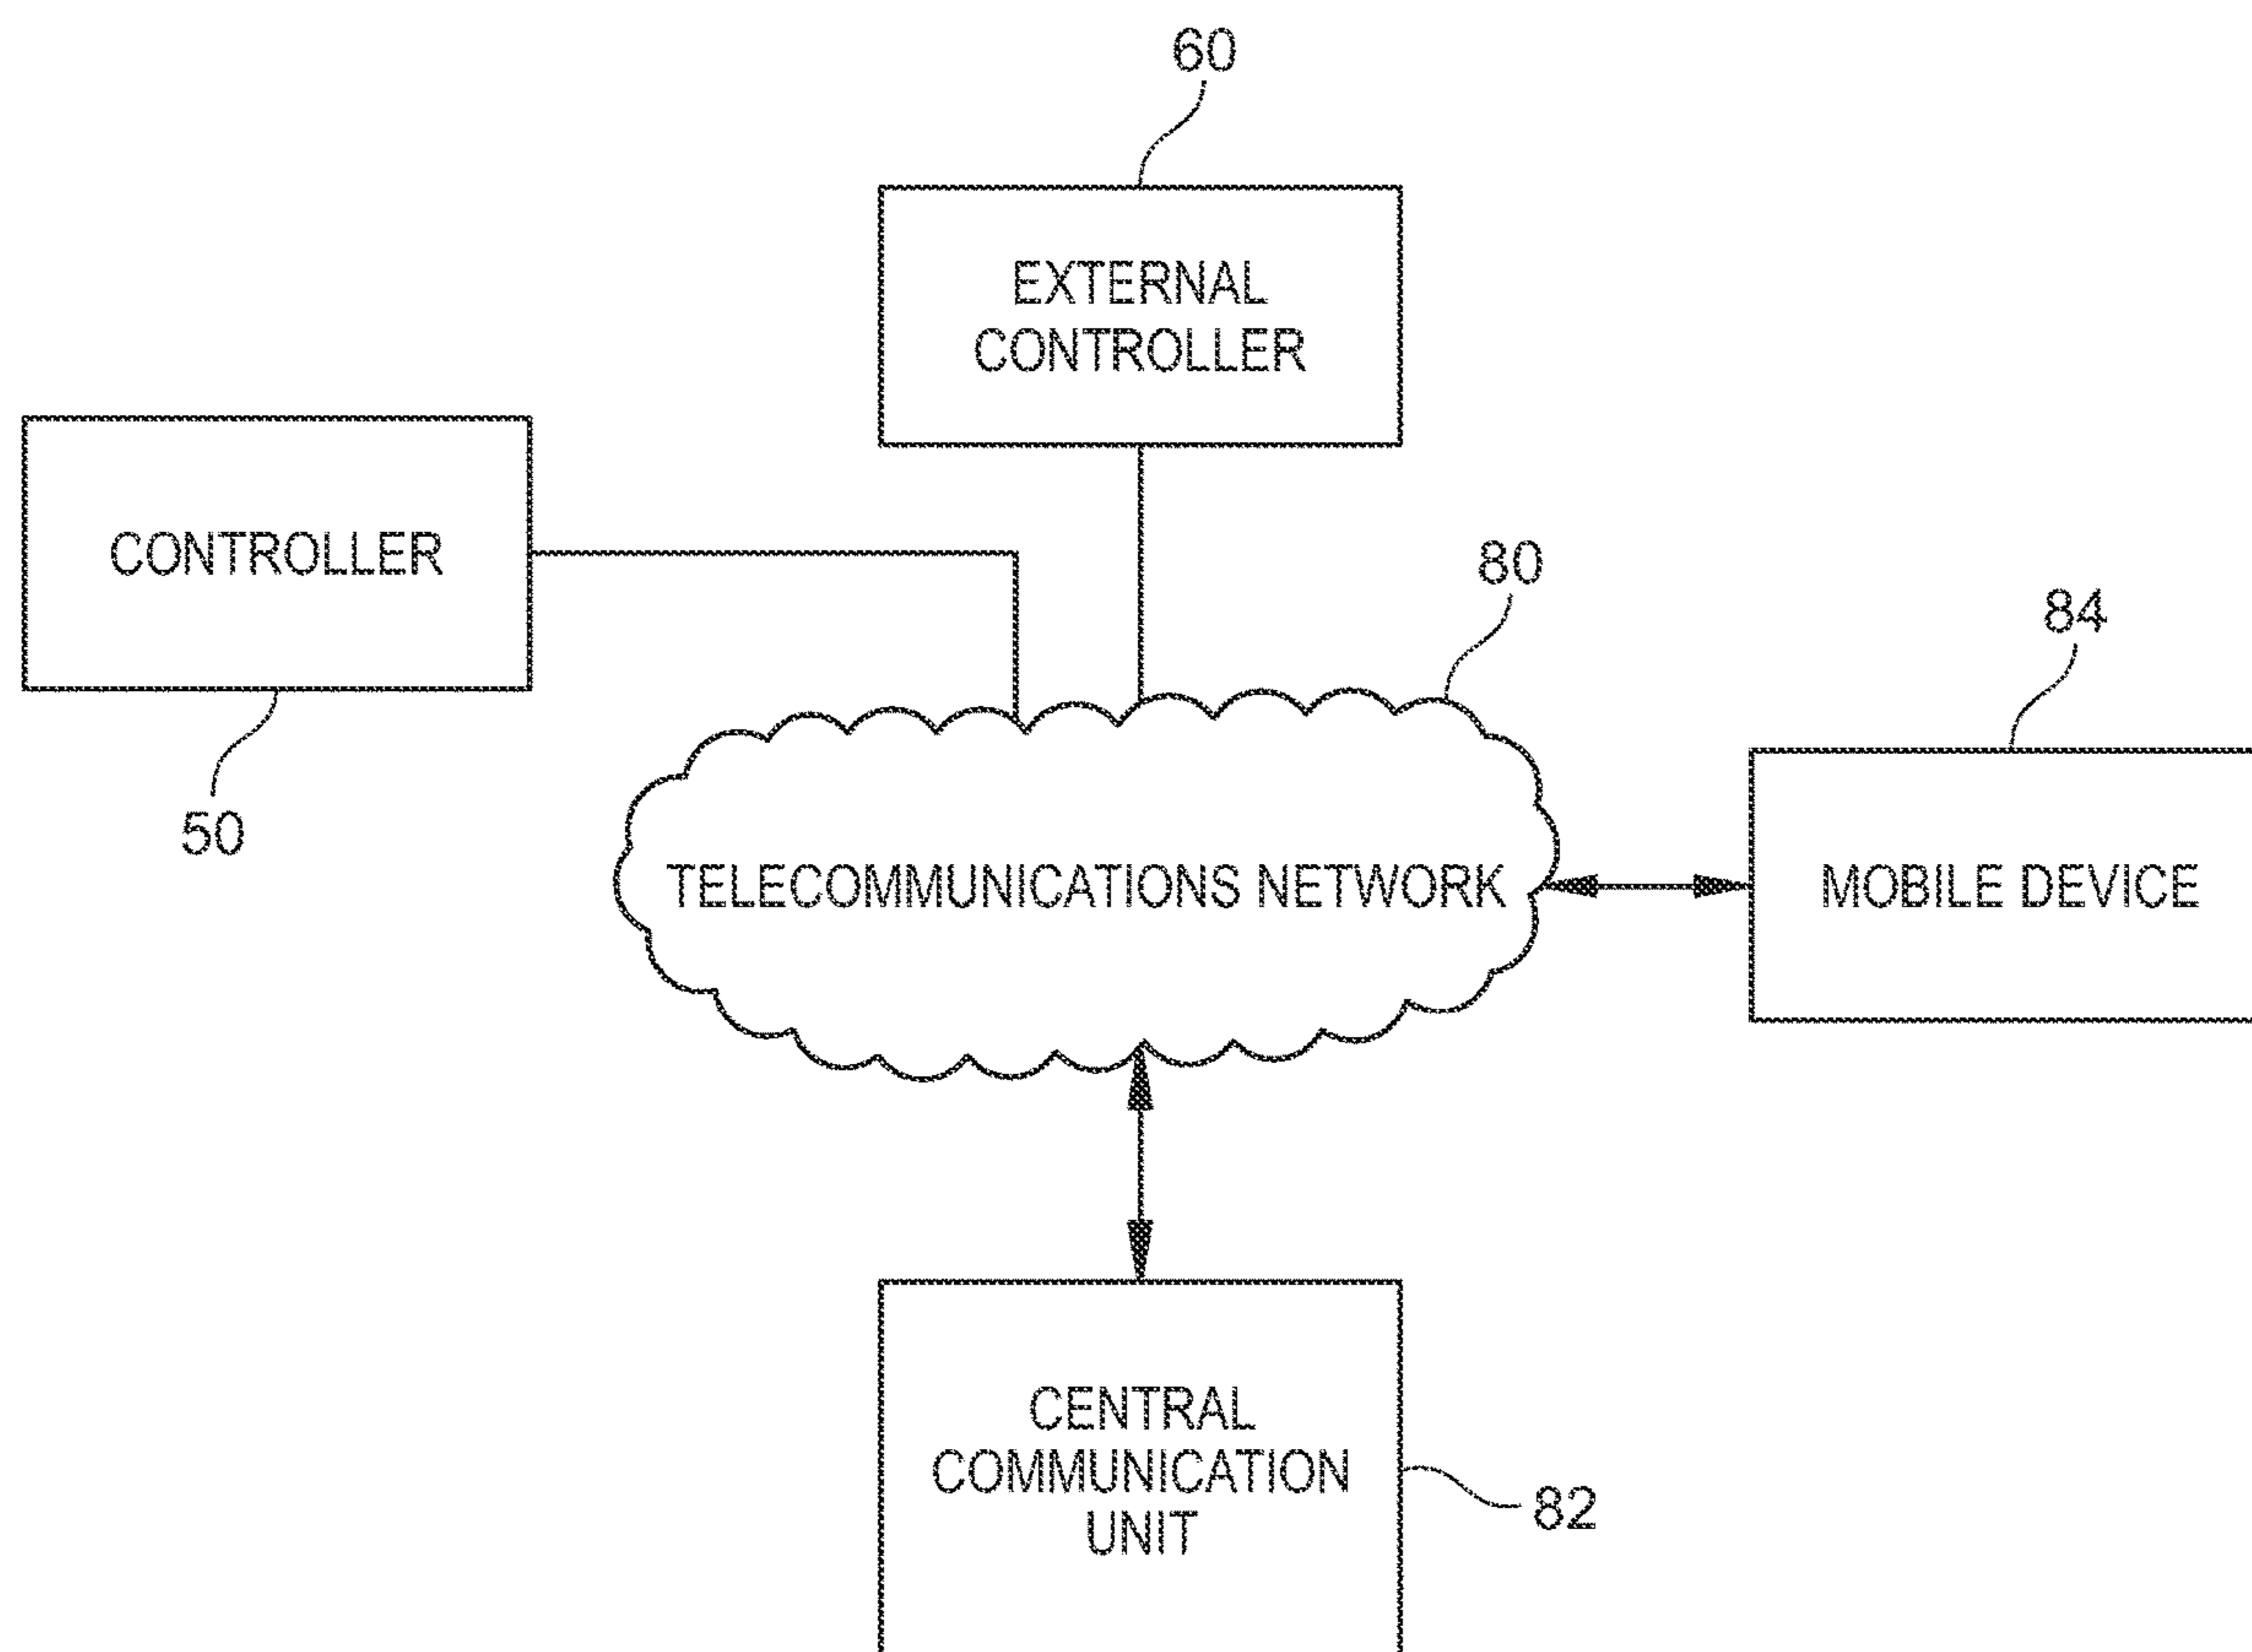 60
EXTERNAL
CONTROLLER
CONTROLLER
50
80
84
TELECOMMUNICATIONS NETWORK
MOBILE DEVICE
CENTRAL
COMMUNICATION
UNIT
82